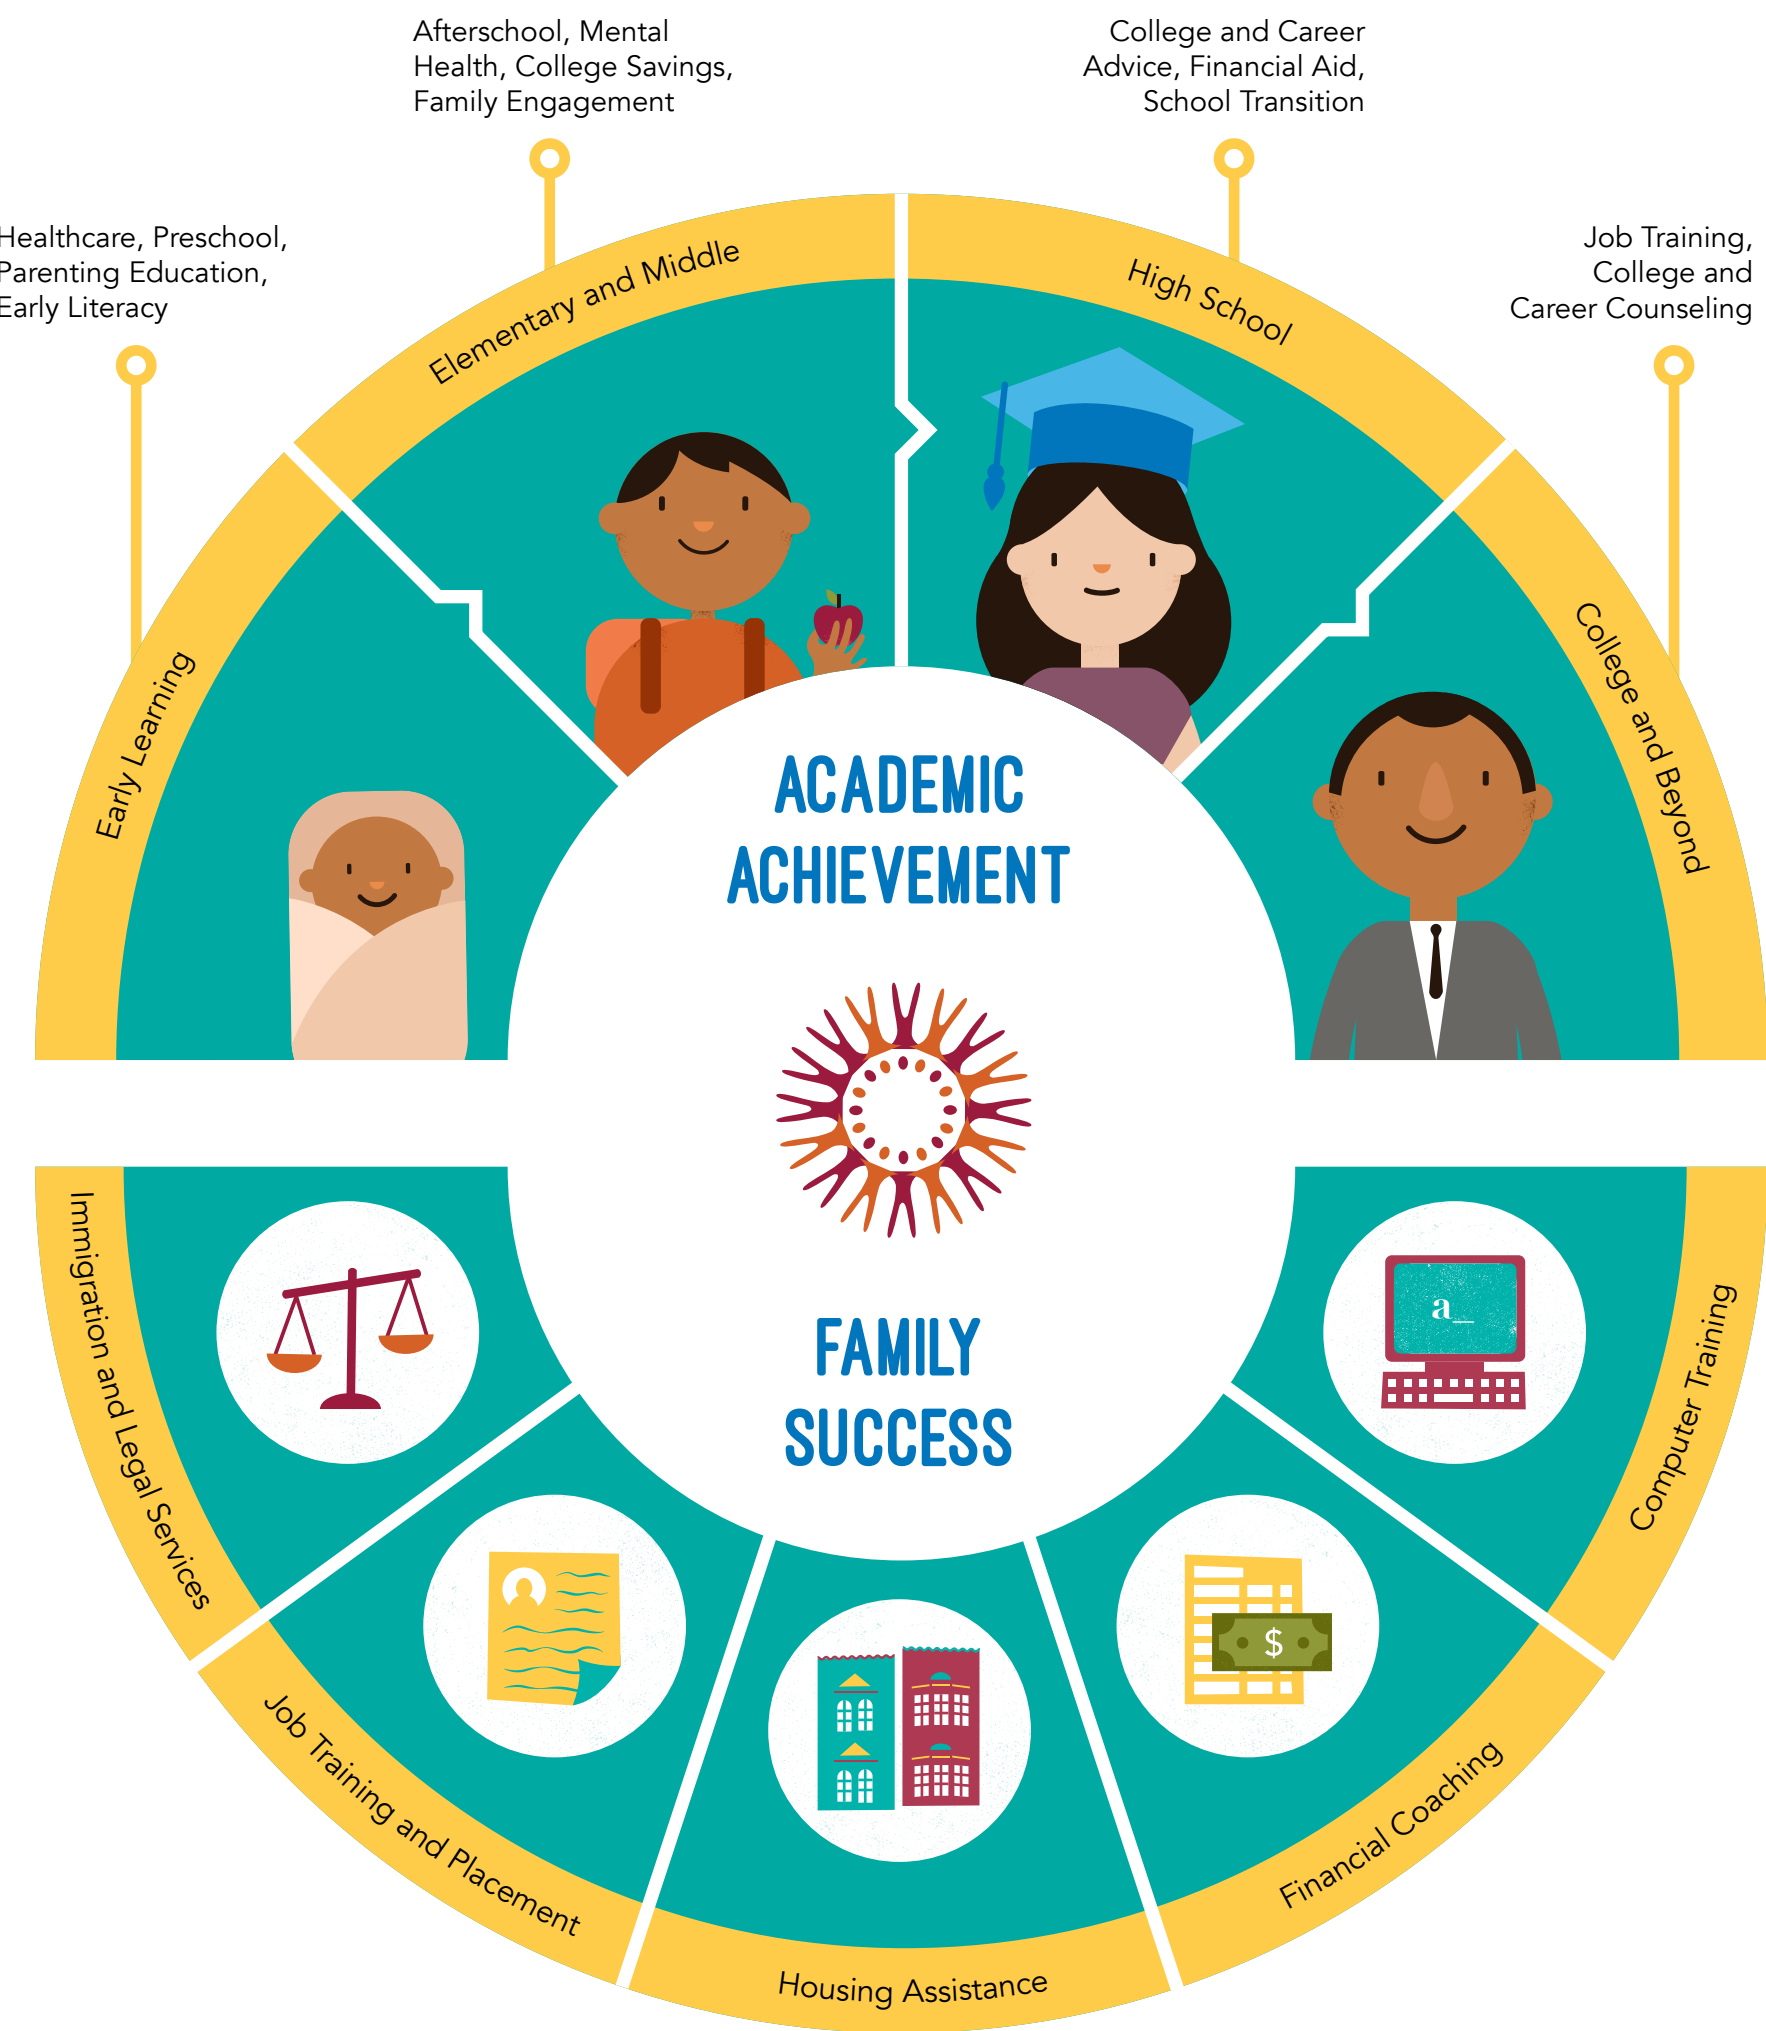 Afterschool, Mental
Health, College Savings,
Family Engagement
College and Career
Advice, Financial Aid,
School Transition
Healthcare, Preschool,
Parenting Education,
Early Literacy
Job Training,
College and
Career Counseling
Early Learning
Elementary and Middle
High School
College and Beyond
ACADEMIC
ACHIEVEMENT
FAMILY
SUCCESS
Immigration and Legal Services
Job Training and Placement
Housing Assistance
Financial Coaching
Computer Training
a_
$